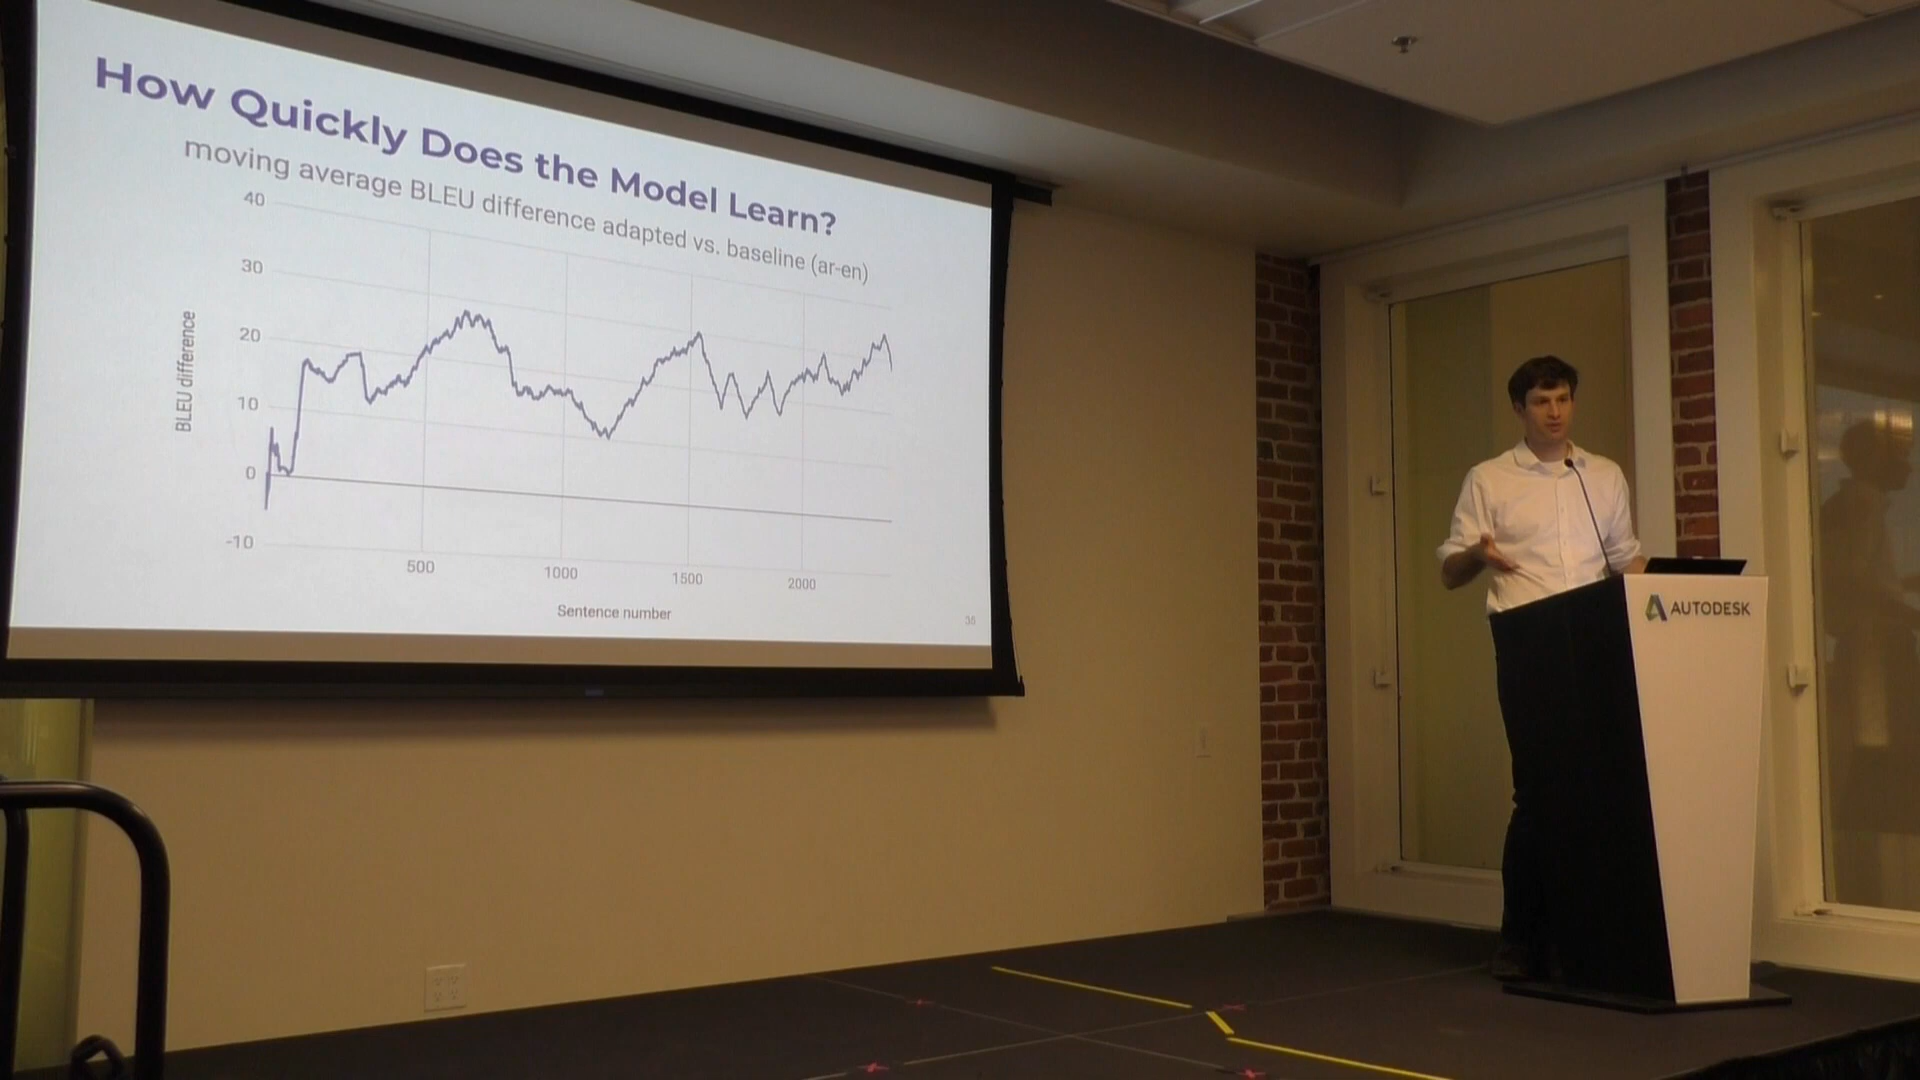 How Quickly Does the Model Learn?
moving average BLEU difference adapted vs. baseline (ar-en)
40
30
20
10
0
-10
BLEU difference
500 1000 1500 2000
Sentence number
AUTODESK